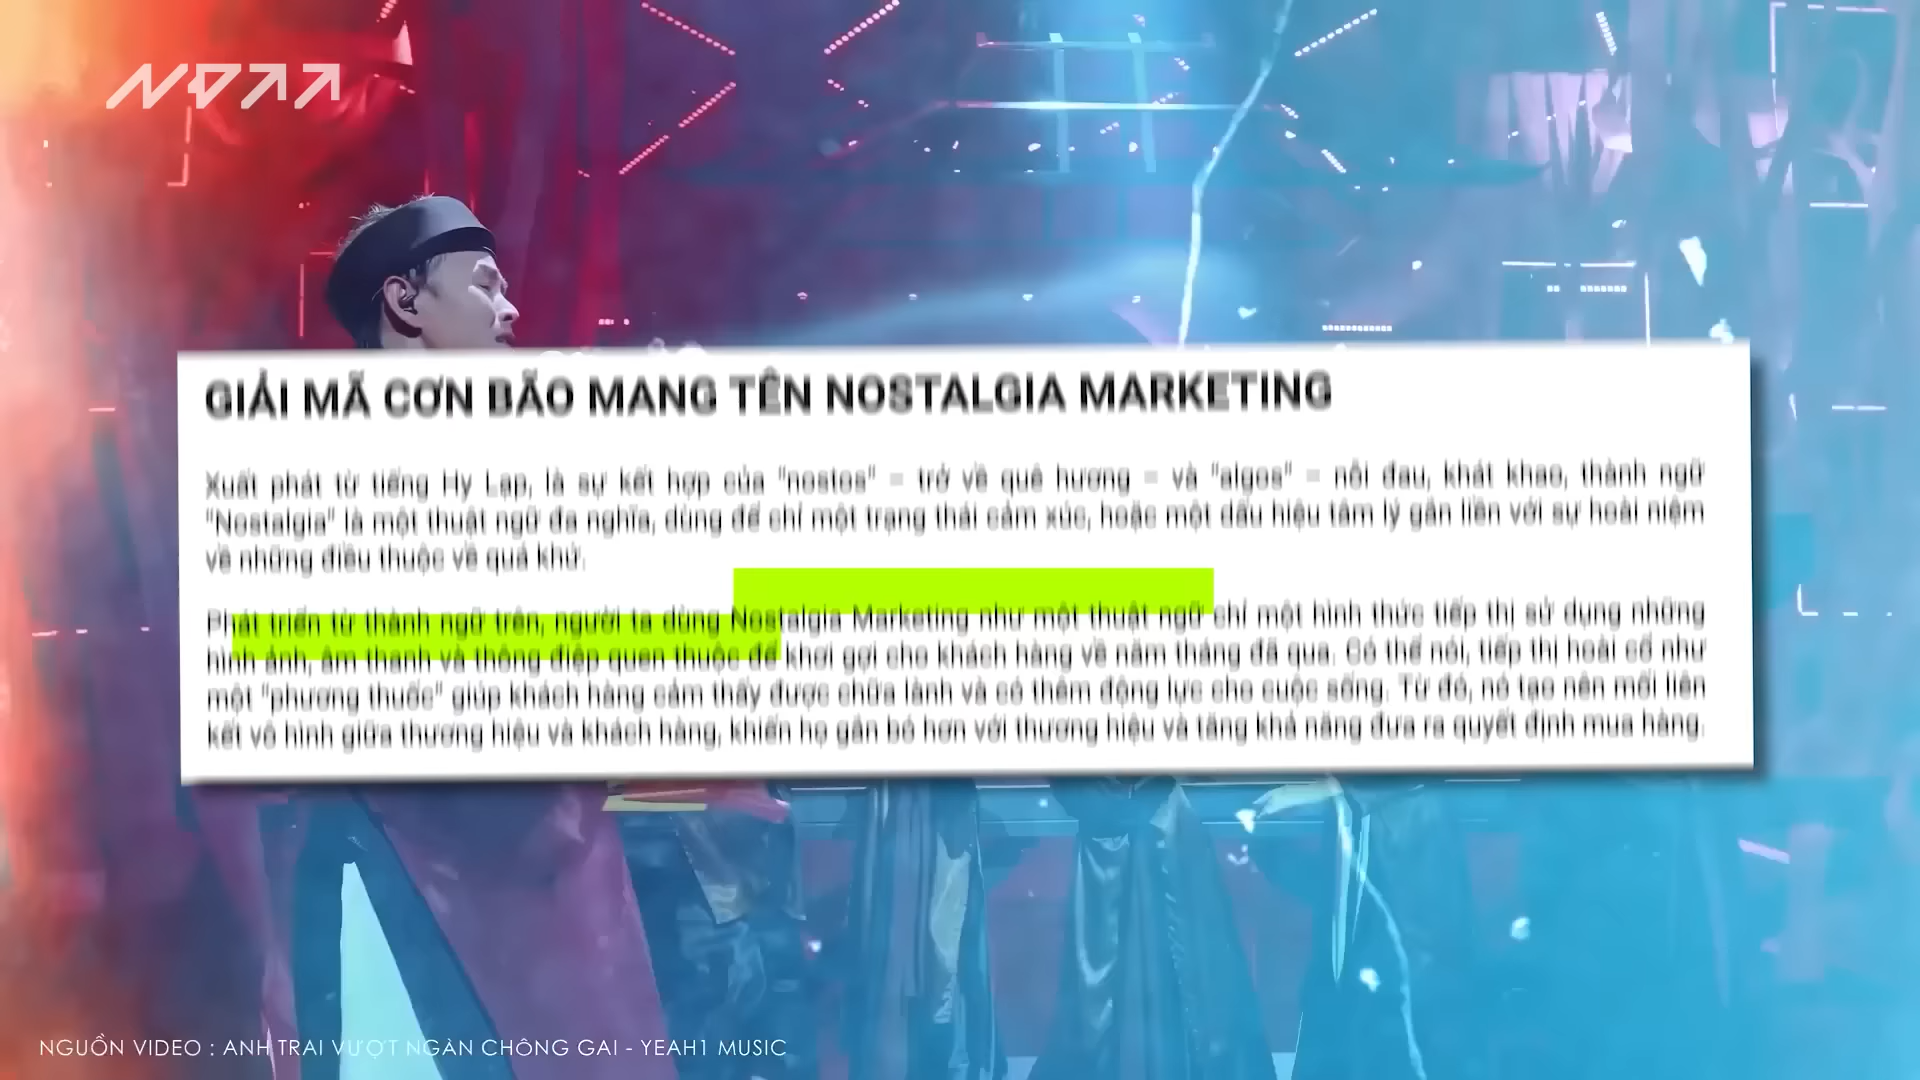 GIẢI MÃ CƠN BÃO MANG TÊN NOSTALGIA MARKETING
Xuất phát từ tiếng Hy Lạp, là sự kết hợp của "nostos" - trở về quê hương - và "algos" - nỗi đau, khát khao, thành ngữ
"Nostalgia" là một thuật ngữ đa nghĩa, dùng để chỉ một trạng thái cảm xúc, hoặc một dấu hiệu tâm lý gắn liền với sự hoài niệm
về những điều thuộc về quá khứ.
Phát triển từ thành ngữ trên, người ta dùng Nostalgia Marketing như một thuật ngữ chỉ một hình thức tiếp thị sử dụng những
hình ảnh, âm thanh và thông điệp quen thuộc để khơi gợi cho khách hàng về năm tháng đã qua. Có thể nói, tiếp thị hoài cổ như
một "phương thuốc" giúp khách hàng cảm thấy được chữa lành và có thêm động lực cho cuộc sống. Từ đó, nó tạo nên mối liên
kết vô hình giữa thương hiệu và khách hàng, khiến họ gắn bó hơn với thương hiệu và tăng khả năng đưa ra quyết định mua hàng.
NGUỒN VIDEO : ANH TRAI VƯỢT NGÀN CHÔNG GAI - YEAH1 MUSIC